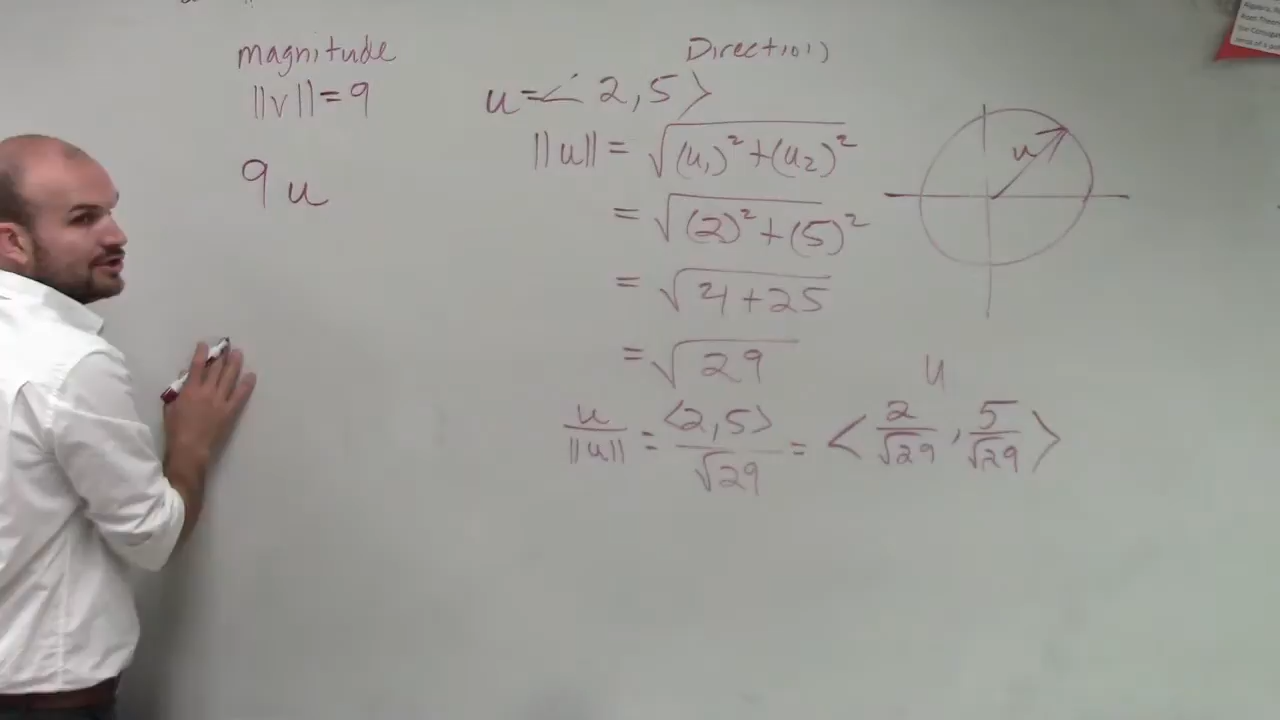 magnitude
||v|| = 9
9u
Direction
u = < 2, 5 >
||u|| = √(u₁)² + (u₂)²
= √(2)² + (5)²
= √4 + 25
= √29
u
u/||u|| = <2, 5>/√29 = < 2/√29 , 5/√29 >
u